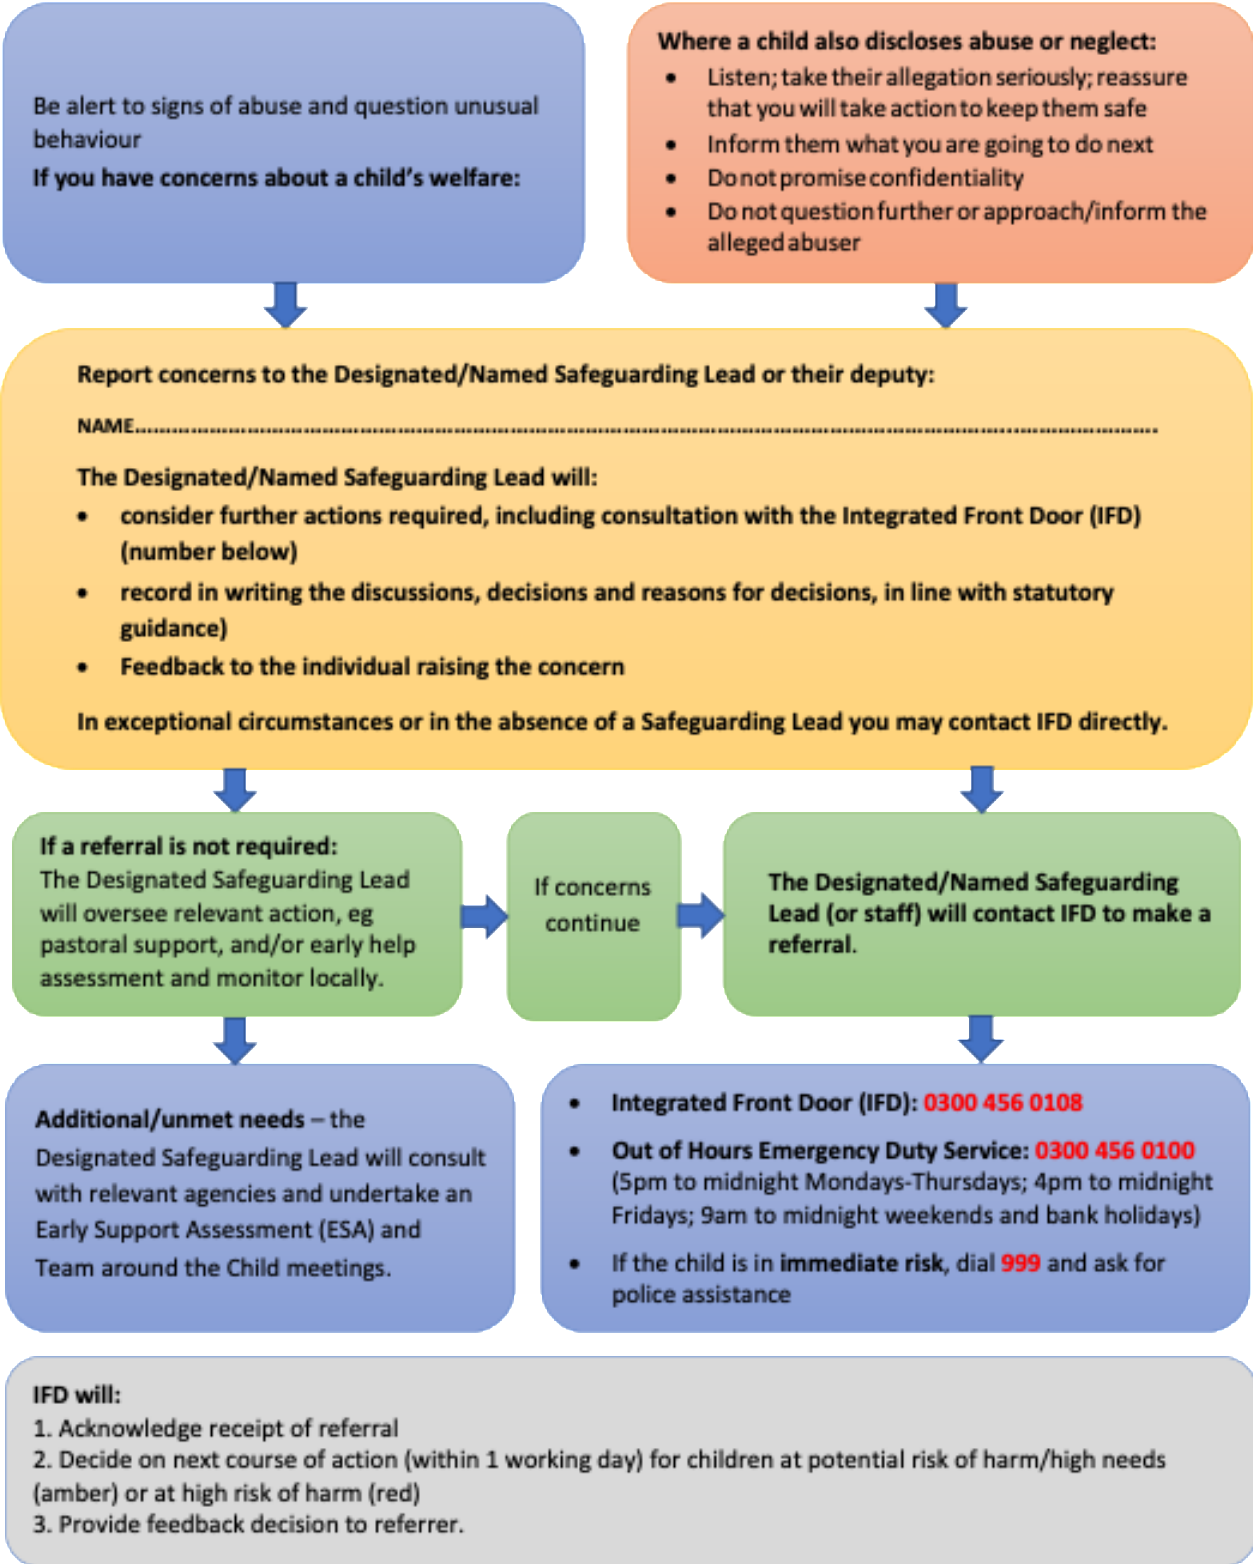 Be alert to signs of abuse and question unusual
behaviour
If you have concerns about a child's welfare:
Where a child also discloses abuse or neglect:
• Listen; take their allegation seriously; reassure
that you will take action to keep them safe
• Inform them what you are going to do next
• Do not promise confidentiality
• Do not question further or approach/inform the
alleged abuser
Report concerns to the Designated/Named Safeguarding Lead or their deputy:
NAME………………………………………………………………………………………………………………………...………………….
The Designated/Named Safeguarding Lead will:
• consider further actions required, including consultation with the Integrated Front Door (IFD)
(number below)
• record in writing the discussions, decisions and reasons for decisions, in line with statutory
guidance)
• Feedback to the individual raising the concern
In exceptional circumstances or in the absence of a Safeguarding Lead you may contact IFD directly.
If a referral is not required:
The Designated Safeguarding Lead
will oversee relevant action, eg
pastoral support, and/or early help
assessment and monitor locally.
If concerns
continue
The Designated/Named Safeguarding
Lead (or staff) will contact IFD to make a
referral.
Additional/unmet needs – the
Designated Safeguarding Lead will consult
with relevant agencies and undertake an
Early Support Assessment (ESA) and
Team around the Child meetings.
• Integrated Front Door (IFD): 0300 456 0108
• Out of Hours Emergency Duty Service: 0300 456 0100
(5pm to midnight Mondays-Thursdays; 4pm to midnight
Fridays; 9am to midnight weekends and bank holidays)
• If the child is in immediate risk, dial 999 and ask for
police assistance
IFD will:
1. Acknowledge receipt of referral
2. Decide on next course of action (within 1 working day) for children at potential risk of harm/high needs
(amber) or at high risk of harm (red)
3. Provide feedback decision to referrer.